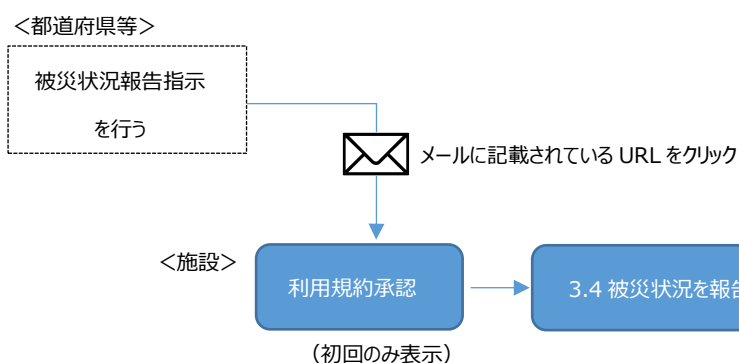 ＜都道府県等＞
被災状況報告指示
を行う
メールに記載されている URL をクリック
＜施設＞
利用規約承認
3.4 被災状況を報告
（初回のみ表示）